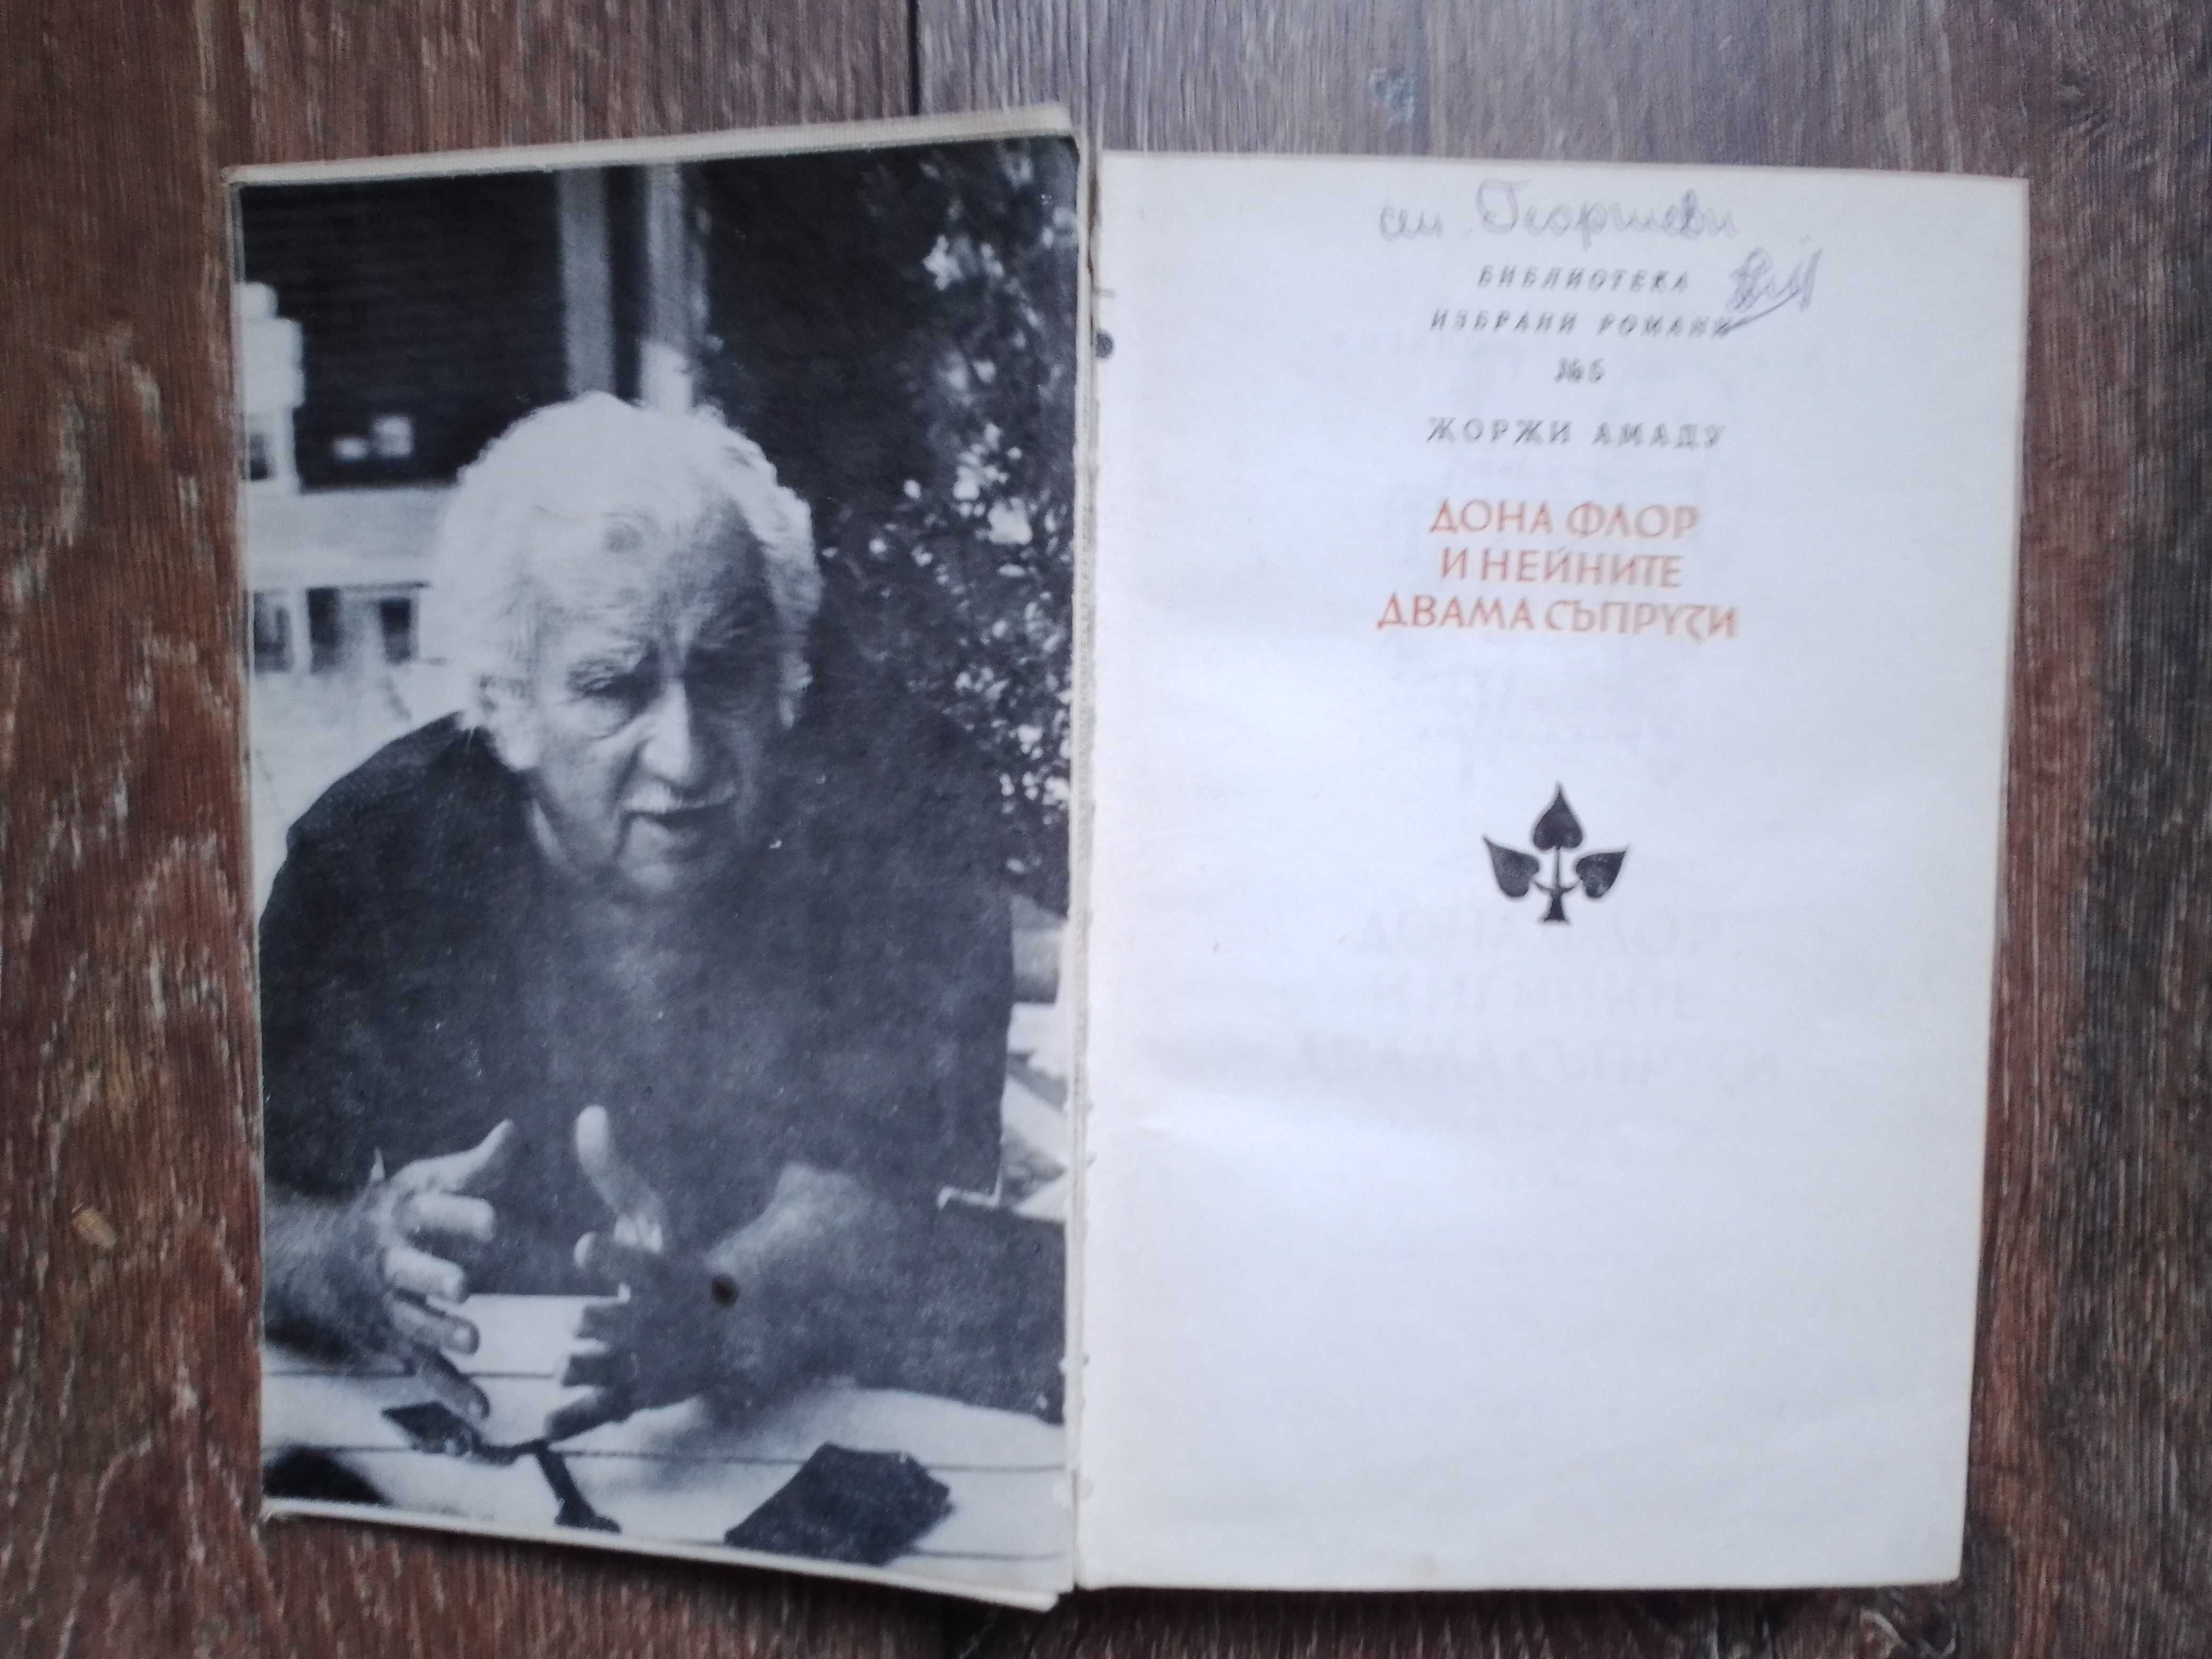 сем. Георгиеви
БИБЛИОТЕКА
ИЗБРАНИ РОМАНИ
№ 5
ЖОРЖИ АМАДУ
ДОНА ФЛОР
И НЕЙНИТЕ
ДВАМА СЪПРУЗИ